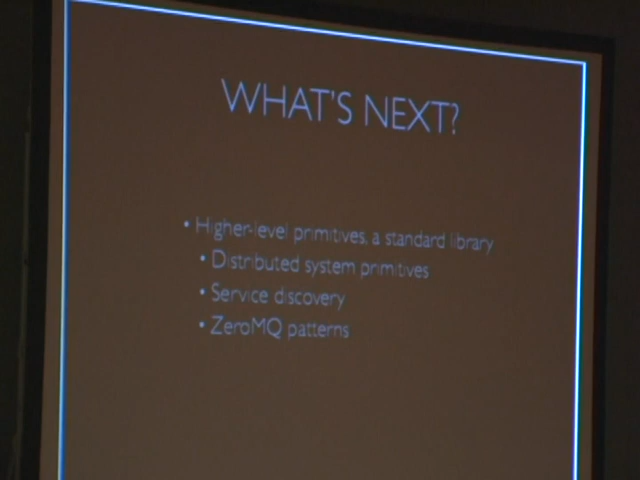 WHAT'S NEXT?
• Higher-level primitives, a standard library
• Distributed system primitives
• Service discovery
• ZeroMQ patterns